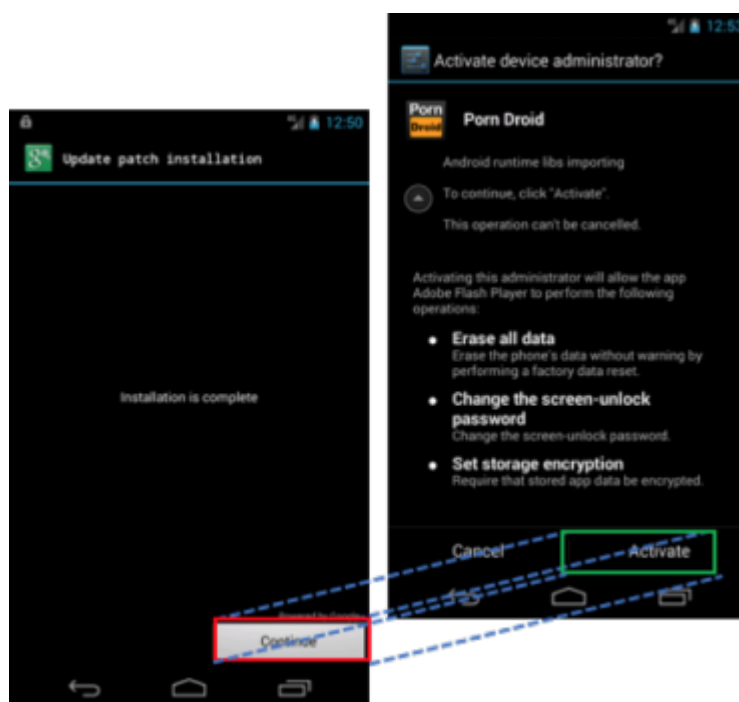 12:50
Update patch installation
Installation is complete
Powered by Google
Continue
12:53
Activate device administrator?
Porn
Droid
Porn Droid
Android runtime libs importing
To continue, click "Activate".
This operation can't be cancelled.
Activating this administrator will allow the app
Adobe Flash Player to perform the following
operations:
Erase all data
Erase the phone's data without warning by
performing a factory data reset.
Change the screen-unlock
password
Change the screen-unlock password.
Set storage encryption
Require that stored app data be encrypted.
Cancel
Activate